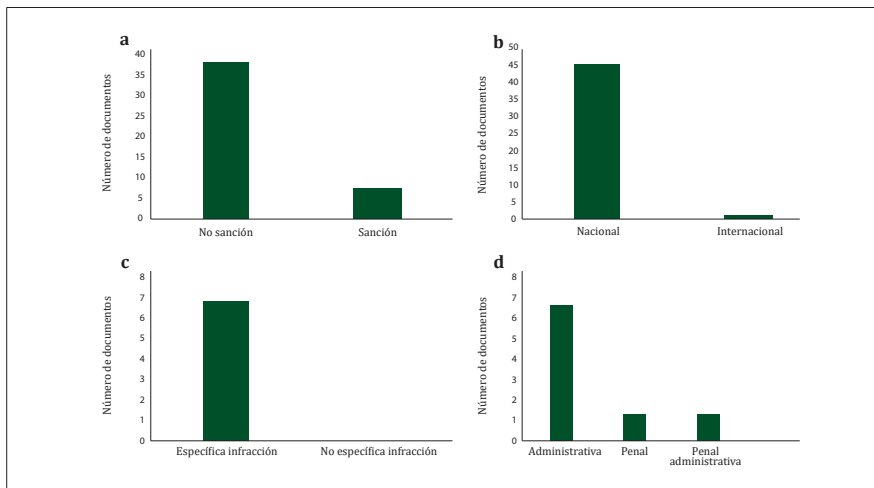 a
Número de documentos
40
35
30
25
20
15
10
5
0
No sanción
Sanción
b
Número de documentos
50
45
40
35
30
25
20
15
10
5
0
Nacional
Internacional
c
Número de documentos
8
7
6
5
4
3
2
1
0
Específica infracción
No específica infracción
d
Número de documentos
8
7
6
5
4
3
2
1
0
Administrativa
Penal
Penal
administrativa